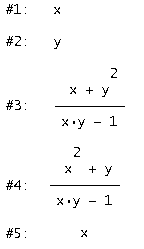 #1: x
#2: y
#3: (x + y^2)/(x·y − 1)
#4: (x^2 + y)/(x·y − 1)
#5: x